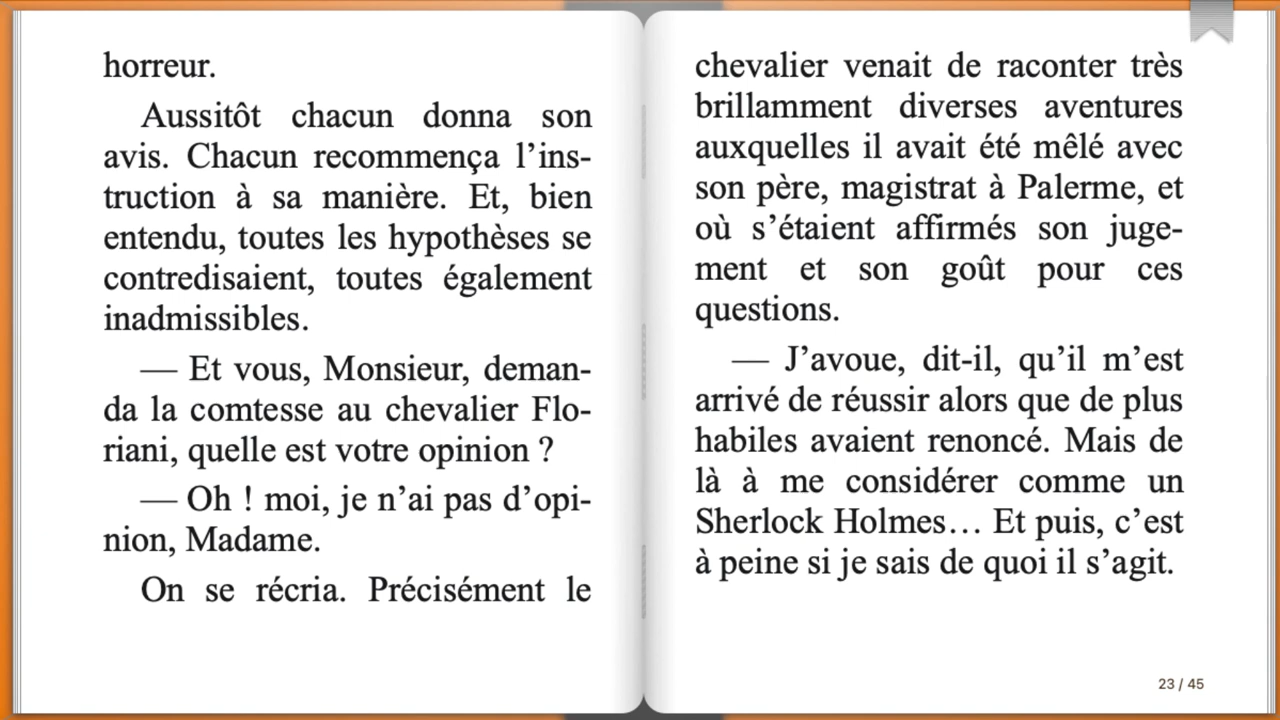 horreur.
Aussitôt chacun donna son
avis. Chacun recommença l’ins-
truction à sa manière. Et, bien
entendu, toutes les hypothèses se
contredisaient, toutes également
inadmissibles.
— Et vous, Monsieur, deman-
da la comtesse au chevalier Flo-
riani, quelle est votre opinion ?
— Oh ! moi, je n’ai pas d’opi-
nion, Madame.
On se récria. Précisément le
chevalier venait de raconter très
brillamment diverses aventures
auxquelles il avait été mêlé avec
son père, magistrat à Palerme, et
où s’étaient affirmés son juge-
ment et son goût pour ces
questions.
— J’avoue, dit-il, qu’il m’est
arrivé de réussir alors que de plus
habiles avaient renoncé. Mais de
là à me considérer comme un
Sherlock Holmes… Et puis, c’est
à peine si je sais de quoi il s’agit.
23 / 45